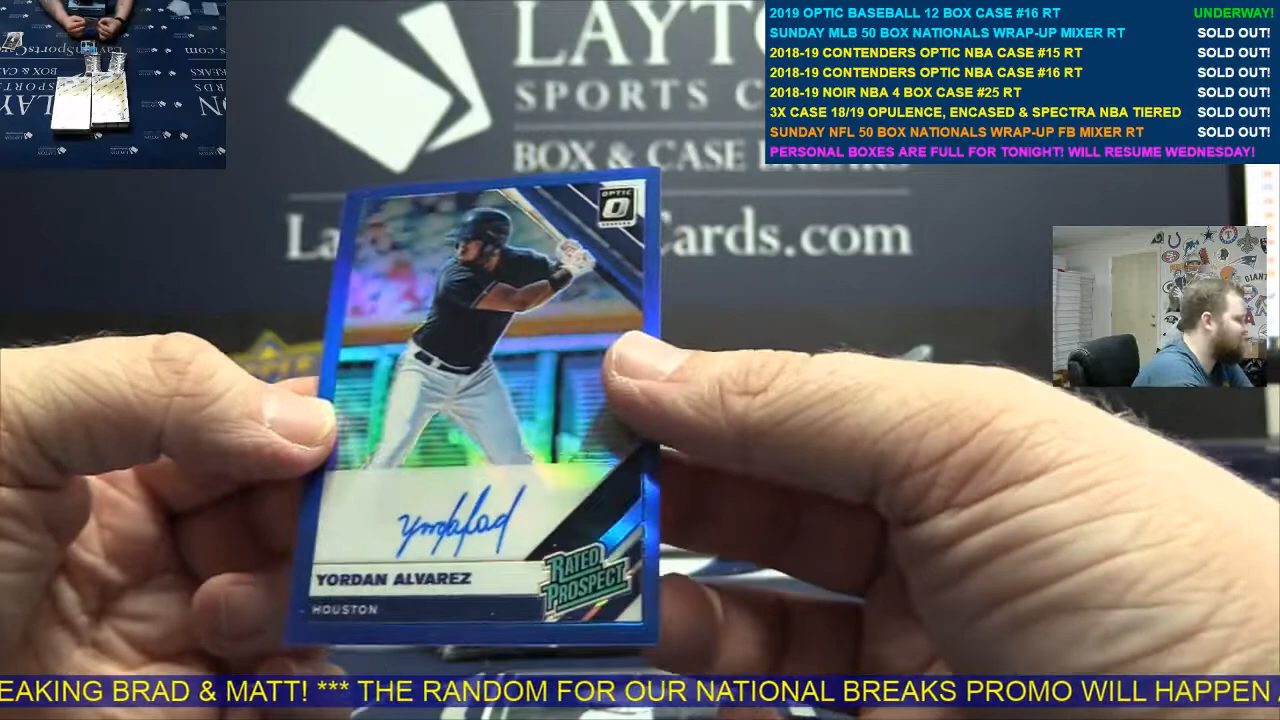 2019 OPTIC BASEBALL 12 BOX CASE #16 RT UNDERWAY!
SUNDAY MLB 50 BOX NATIONALS WRAP-UP MIXER RT SOLD OUT!
2018-19 CONTENDERS OPTIC NBA CASE #15 RT SOLD OUT!
2018-19 CONTENDERS OPTIC NBA CASE #16 RT SOLD OUT!
2018-19 NOIR NBA 4 BOX CASE #25 RT SOLD OUT!
3X CASE 18/19 OPULENCE, ENCASED & SPECTRA NBA TIERED SOLD OUT!
SUNDAY NFL 50 BOX NATIONALS WRAP-UP FB MIXER RT SOLD OUT!
PERSONAL BOXES ARE FULL FOR TONIGHT! WILL RESUME WEDNESDAY!
LAYTO
SPORTS C
BOX & CASE BREAKS
La Cards.com
OPTIC
O
YORDAN ALVAREZ
HOUSTON
RATED
PROSPECT
EAKING BRAD & MATT! *** THE RANDOM FOR OUR NATIONAL BREAKS PROMO WILL HAPPEN